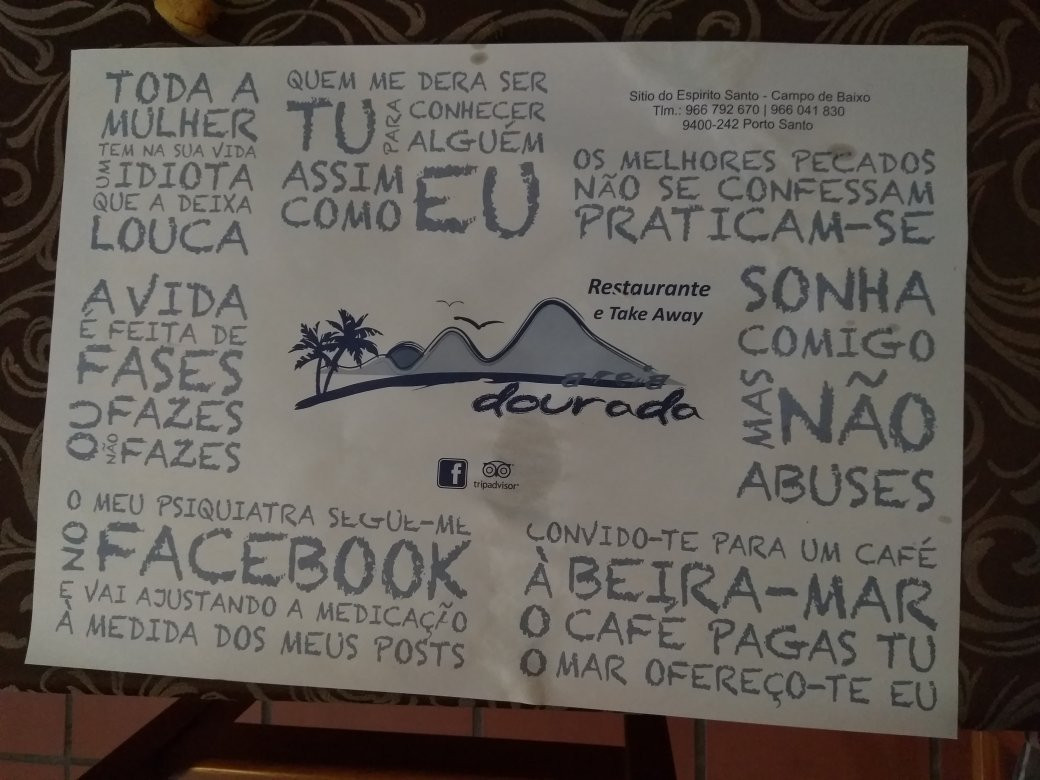 TODA A
MULHER
TEM NA SUA VIDA
UM IDIOTA
QUE A DEIXA
LOUCA
QUEM ME DERA SER
TU PARA CONHECER
ALGUÉM
ASSIM
COMO EU
Sitio do Espirito Santo - Campo de Baixo
Tlm.: 966 792 670 | 966 041 830
9400-242 Porto Santo
OS MELHORES PECADOS
NÃO SE CONFESSAM
PRATICAM-SE
A VIDA
É FEITA DE
FASES
OU FAZES
OU NÃO FAZES
Restaurante
e Take Away
areia
dourada
f
tripadvisor
SONHA
COMIGO
MAS NÃO
ABUSES
O MEU PSIQUIATRA SEGUE-ME
NO FACEBOOK
E VAI AJUSTANDO A MEDICAÇÃO
À MEDIDA DOS MEUS POSTS
CONVIDO-TE PARA UM CAFÉ
À BEIRA-MAR
O CAFÉ PAGAS TU
O MAR OFEREÇO-TE EU